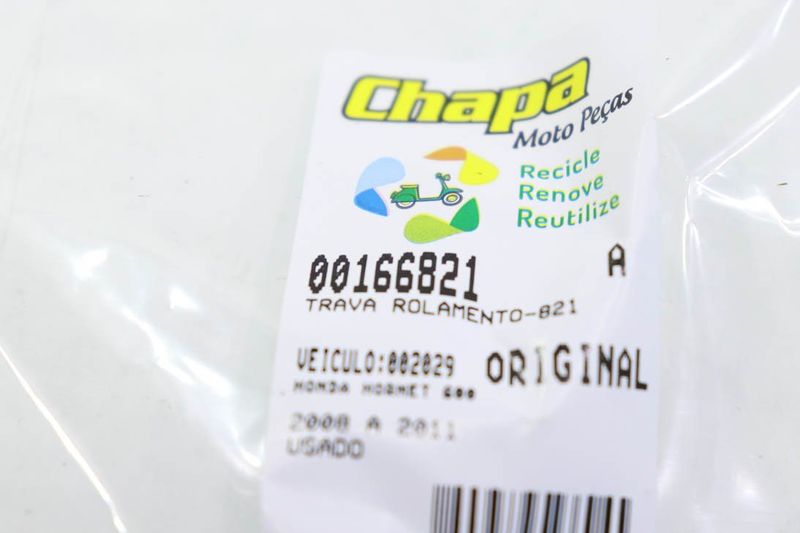 Chapa
Moto Peças
Recicle
Renove
Reutilize
00166821 A
TRAVA ROLAMENTO-821
VEICULO:002029 ORIGINAL
HONDA HORNET 600
2008 A 2011
USADO